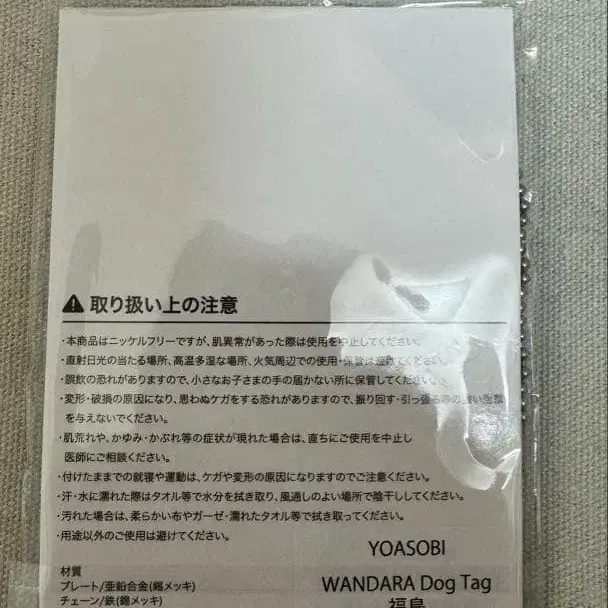 ⚠取り扱い上の注意
・本商品はニッケルフリーですが、肌異常があった際は使用を中止してください。
・直射日光の当たる場所、高温多湿な場所、火気周辺での使用・保管は避けてください。
・誤飲の恐れがありますので、小さなお子さまの手の届かない所に保管してください。
・変形・破損の原因になり、思わぬケガをする恐れがありますので、振り回す・引っ張る等の強い衝撃
を与えないでください。
・肌荒れや、かゆみ・かぶれ等の症状が現れた場合は、直ちにご使用を中止し
医師にご相談ください。
・付けたままでの就寝や運動は、ケガや変形の原因になりますのでご注意ください。
・汗・水に濡れた際はタオル等で水分を拭き取り、風通しのよい場所で陰干ししてください。
・汚れた場合は、柔らかい布やガーゼ・濡れたタオル等で拭き取ってください。
・用途以外のご使用は避けてください。
YOASOBI
材質
プレート/亜鉛合金(錫メッキ)
チェーン/鉄(錫メッキ)
WANDARA Dog Tag
福島